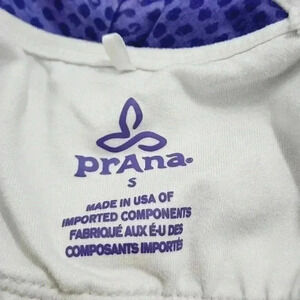 prAna®
S
MADE IN USA OF
IMPORTED COMPONENTS
FABRIQUÉ AUX É-U DES
COMPOSANTS IMPORTÉS